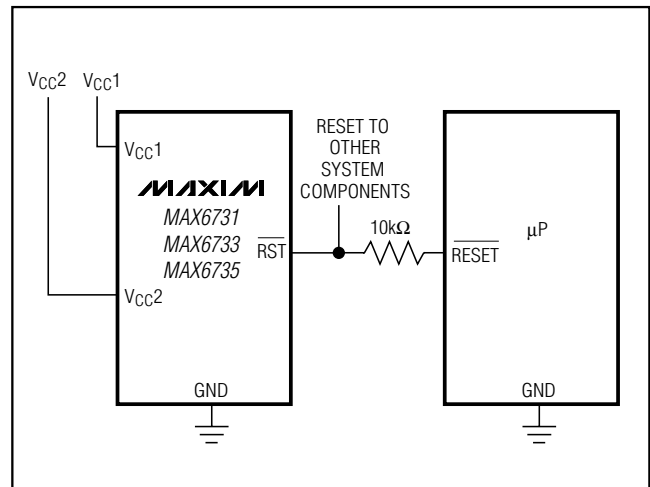 VCC2 VCC1
VCC1
MAXIM
MAX6731
MAX6733
MAX6735
RST
VCC2
GND
RESET TO
OTHER
SYSTEM
COMPONENTS
10kΩ
RESET
µP
GND